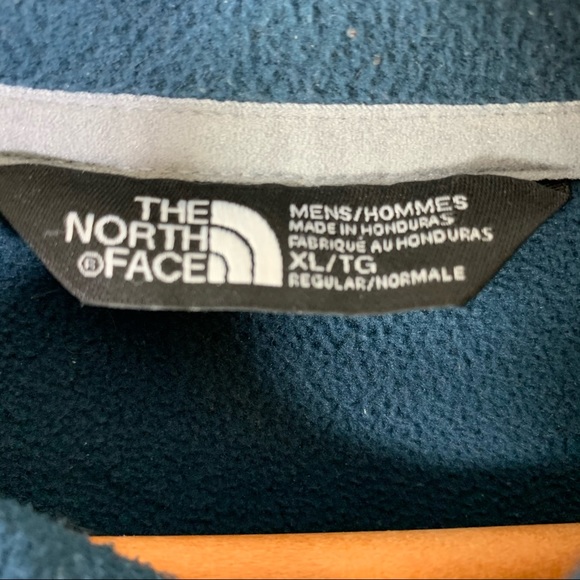 THE
NORTH
®FACE
MENS/HOMMES
MADE IN HONDURAS
FABRIQUÉ AU HONDURAS
XL/TG
REGULAR/NORMALE